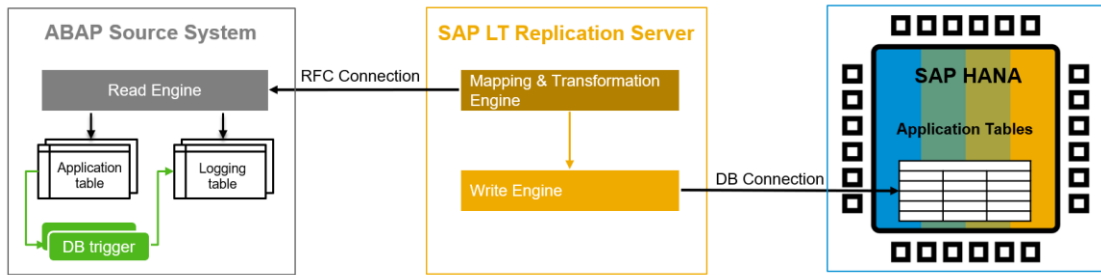 ABAP Source System
Read Engine
Application
table
Logging
table
DB trigger
RFC Connection
SAP LT Replication Server
Mapping & Transformation
Engine
Write Engine
DB Connection
SAP HANA
Application Tables